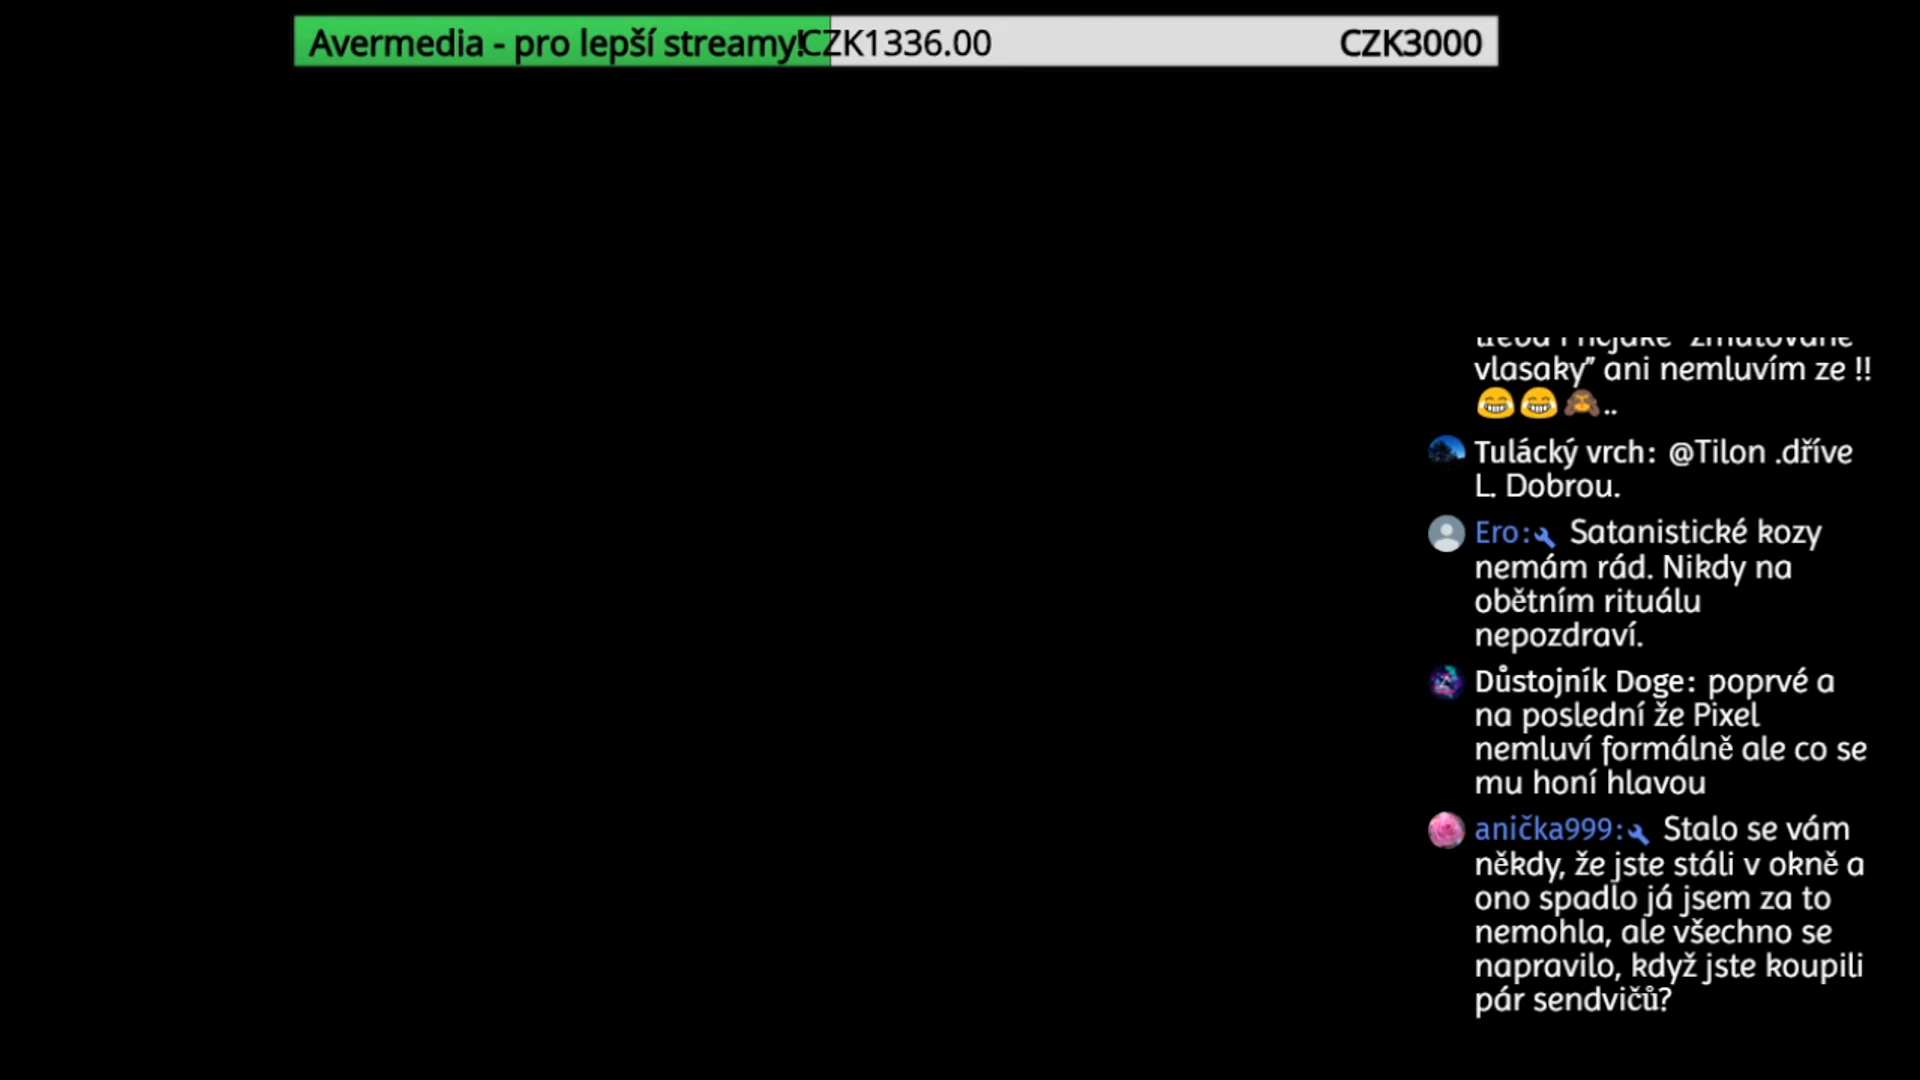 Avermedia - pro lepší streamy! CZK1336.00 CZK3000
vlasaky" ani nemluvím ze !!
😂😂🙈..
Tulácký vrch: @Tilon .dříve
L. Dobrou.
Ero: Satanistické kozy
nemám rád. Nikdy na
obětním rituálu
nepozdraví.
Důstojník Doge: poprvé a
na poslední že Pixel
nemluví formálně ale co se
mu honí hlavou
anička999: Stalo se vám
někdy, že jste stáli v okně a
ono spadlo já jsem za to
nemohla, ale všechno se
napravilo, když jste koupili
pár sendvičů?